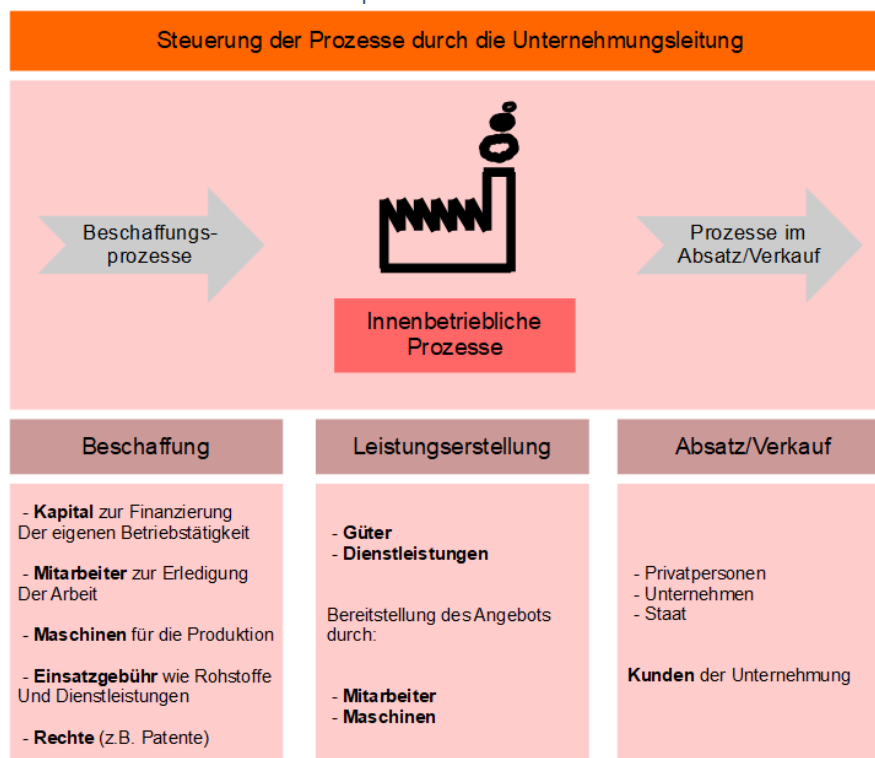 Steuerung der Prozesse durch die Unternehmungsleitung
Beschaffungs-
prozesse
Prozesse im
Absatz/Verkauf
Innenbetriebliche
Prozesse
Beschaffung
- Kapital zur Finanzierung
Der eigenen Betriebstätigkeit
- Mitarbeiter zur Erledigung
Der Arbeit
- Maschinen für die Produktion
- Einsatzgebühr wie Rohstoffe
Und Dienstleistungen
- Rechte (z.B. Patente)
Leistungserstellung
- Güter
- Dienstleistungen
Bereitstellung des Angebots
durch:
- Mitarbeiter
- Maschinen
Absatz/Verkauf
- Privatpersonen
- Unternehmen
- Staat
Kunden der Unternehmung